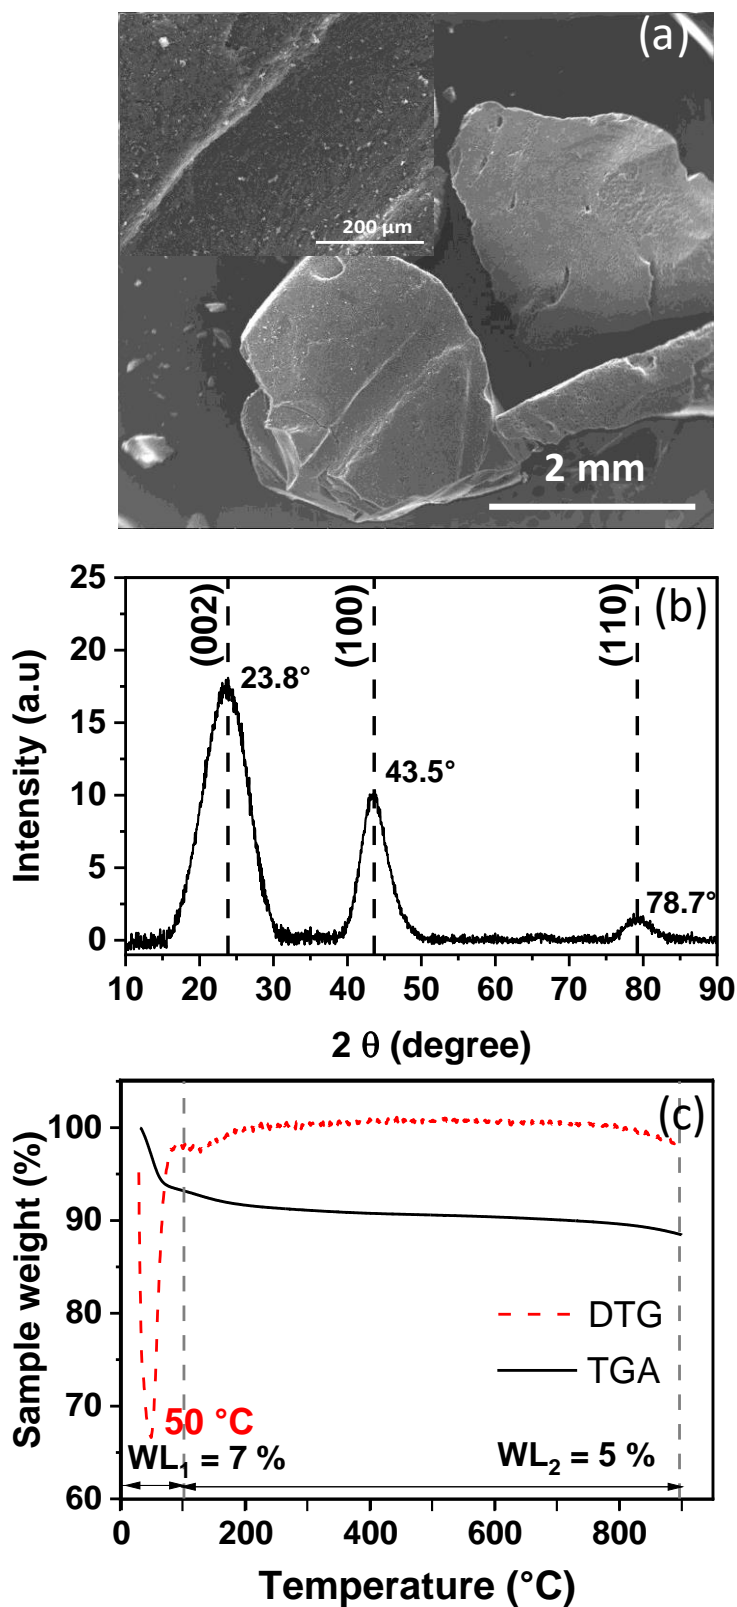 (a)
200 µm
2 mm
(b)
(002)
(100)
(110)
23.8°
43.5°
78.7°
25
20
15
10
5
0
Intensity (a.u)
10 20 30 40 50 60 70 80 90
2 θ (degree)
(c)
100
90
80
70
60
Sample weight (%)
DTG
TGA
50 °C
WL1 = 7 %
WL2 = 5 %
0 200 400 600 800
Temperature (°C)